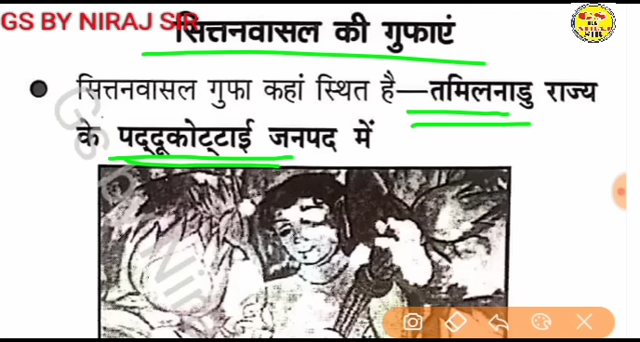 GS BY NIRAJ SIR
सित्तनवासल की गुफाएं
सित्तनवासल गुफा कहां स्थित है—तमिलनाडु राज्य
के पद्दूकोट्टाई जनपद में